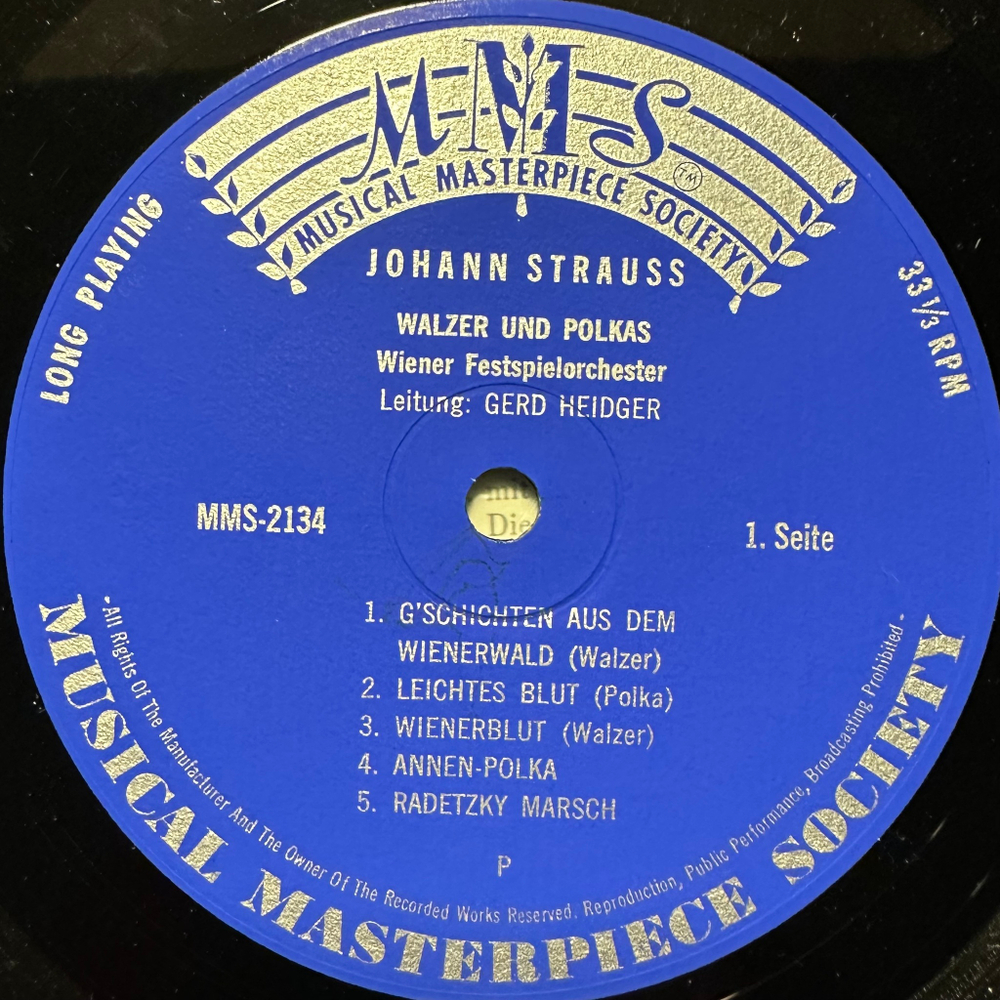 MMS
TM
MUSICAL MASTERPIECE SOCIETY
LONG PLAYING
33 1/3 RPM
JOHANN STRAUSS
WALZER UND POLKAS
Wiener Festspielorchester
Leitung: GERD HEIDGER
mit
Die
MMS-2134
1. Seite
1. G'SCHICHTEN AUS DEM
WIENERWALD (Walzer)
2. LEICHTES BLUT (Polka)
3. WIENERBLUT (Walzer)
4. ANNEN-POLKA
5. RADETZKY MARSCH
P
-All Rights Of The Manufacturer And The Owner Of The Recorded Works Reserved. Reproduction, Public Performance, Broadcasting Prohibited-
MUSICAL MASTERPIECE SOCIETY